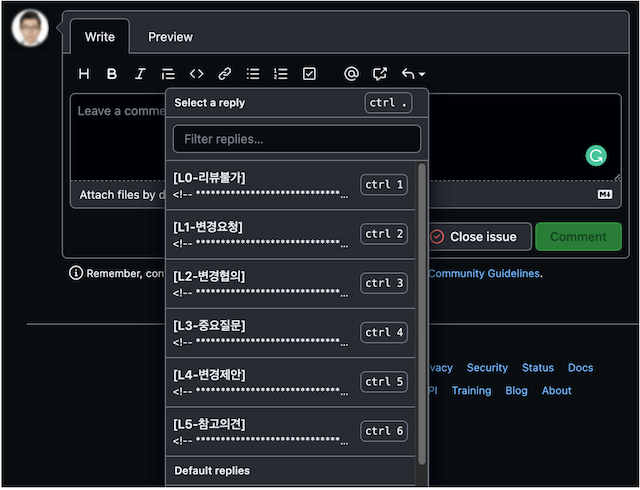 Write Preview
H B I
Select a reply ctrl .
Leave a comme
Filter replies...
[L0-리뷰불가]
<!-- ******************************... ctrl 1
[L1-변경요청]
<!-- ******************************... ctrl 2
[L2-변경협의]
<!-- ******************************... ctrl 3
[L3-중요질문]
<!-- ******************************... ctrl 4
[L4-변경제안]
<!-- ******************************... ctrl 5
[L5-참고의견]
<!-- ******************************... ctrl 6
Default replies
Attach files by d
Close issue Comment
Remember, con Community Guidelines.
vacy Security Status Docs
PI Training Blog About